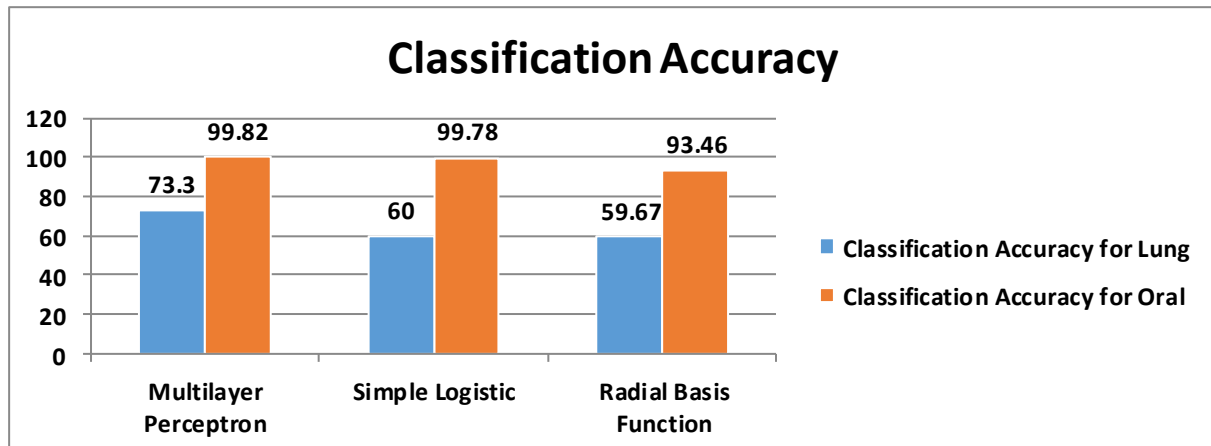 Classification Accuracy
120
100
80
60
40
20
0
73.3
99.82
60
99.78
59.67
93.46
Multilayer
Perceptron
Simple Logistic
Radial Basis
Function
Classification Accuracy for Lung
Classification Accuracy for Oral